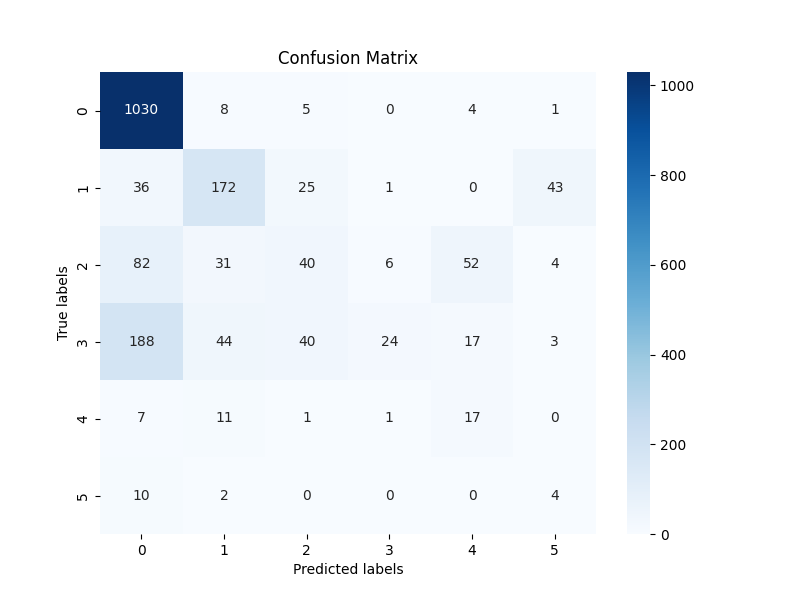 Confusion Matrix
0 1030 8 5 0 4 1
1 36 172 25 1 0 43
2 82 31 40 6 52 4
3 188 44 40 24 17 3
4 7 11 1 1 17 0
5 10 2 0 0 0 4
0 1 2 3 4 5
Predicted labels
True labels
1000
800
600
400
200
0